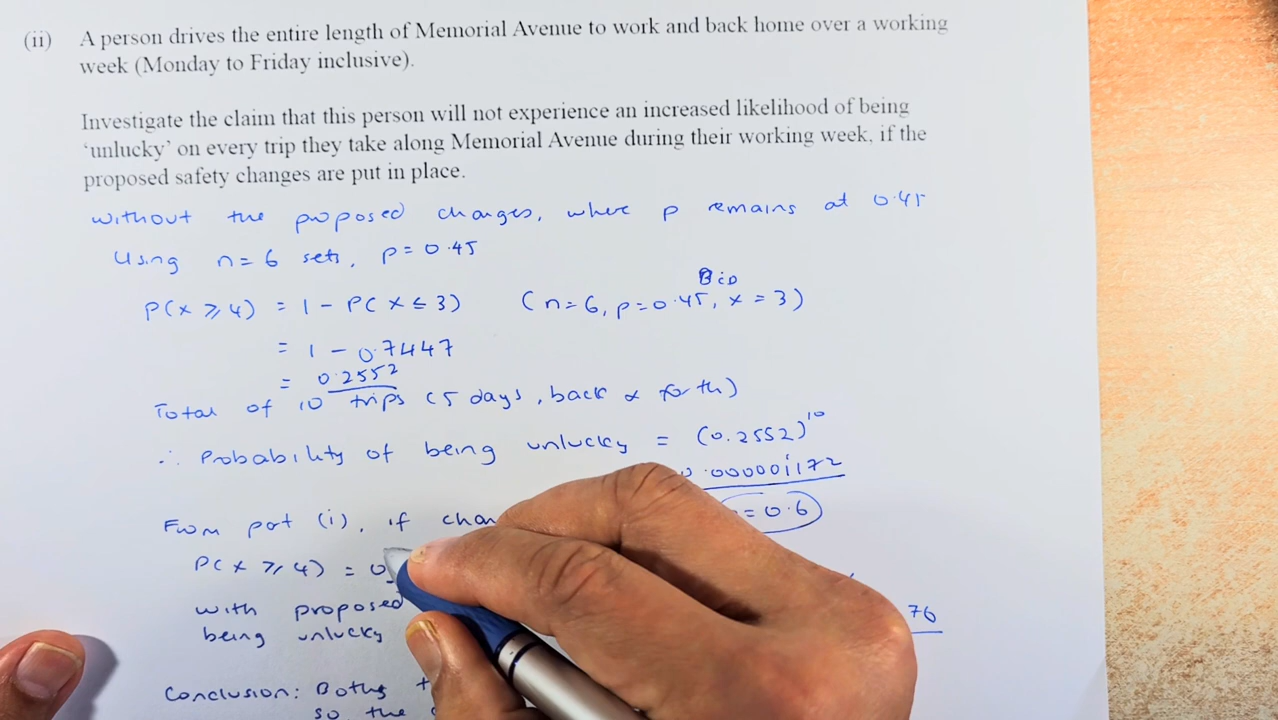 (ii) A person drives the entire length of Memorial Avenue to work and back home over a working
week (Monday to Friday inclusive).
Investigate the claim that this person will not experience an increased likelihood of being
‘unlucky’ on every trip they take along Memorial Avenue during their working week, if the
proposed safety changes are put in place.
Without the proposed changes, where p remains at 0.45
Using n = 6 sets, p = 0.45
Bin
P(x ≥ 4) = 1 - P(x ≤ 3) (n = 6, p = 0.45, x = 3)
= 1 - 0.7447
= 0.2552
Total of 10 trips (5 days, back & forth)
∴ Probability of being unlucky = (0.2552)¹⁰
0.000001172
From part (i), if = 0.6
P(x ≥ 4) = 0
with proposed
being unlucky 76
Conclusion:
so the